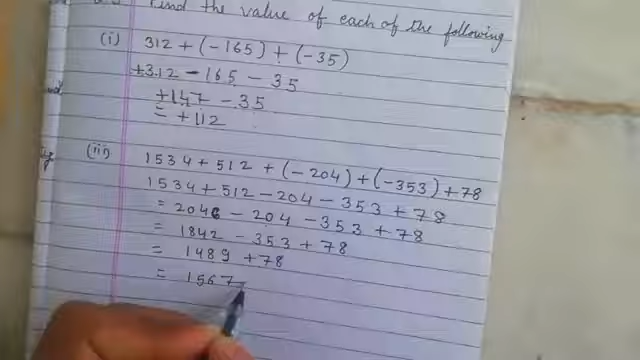 Find the value of each of the following
(i) 312 + (-165) + (-35)
+312 - 165 - 35
+147 - 35
= +112
(iii) 1534 + 512 + (-204) + (-353) + 78
1534 + 512 - 204 - 353 + 78
= 2046 - 204 - 353 + 78
= 1842 - 353 + 78
= 1489 + 78
= 1567